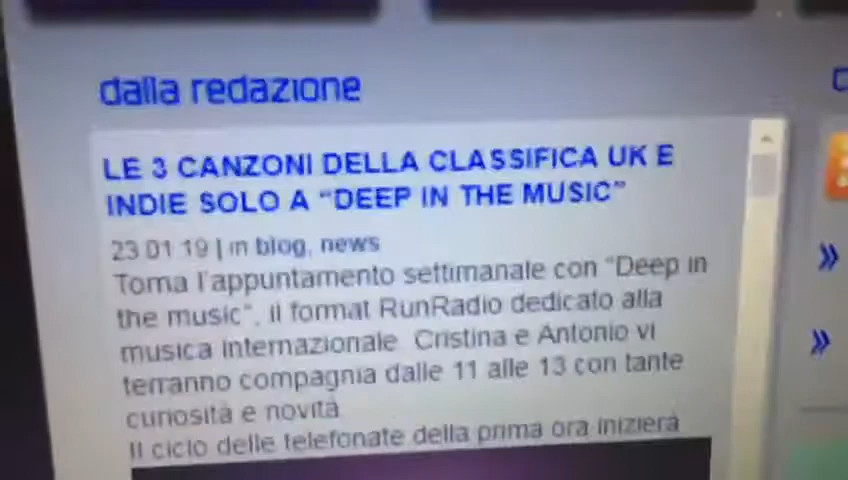 dalla redazione
LE 3 CANZONI DELLA CLASSIFICA UK E
INDIE SOLO A “DEEP IN THE MUSIC”
23 01 19 | in blog, news
Torna l'appuntamento settimanale con “Deep in
the music”, il format RunRadio dedicato alla
musica internazionale. Cristina e Antonio vi
terranno compagnia dalle 11 alle 13 con tante
curiosità e novità
Il ciclo delle telefonate della prima ora inizierà